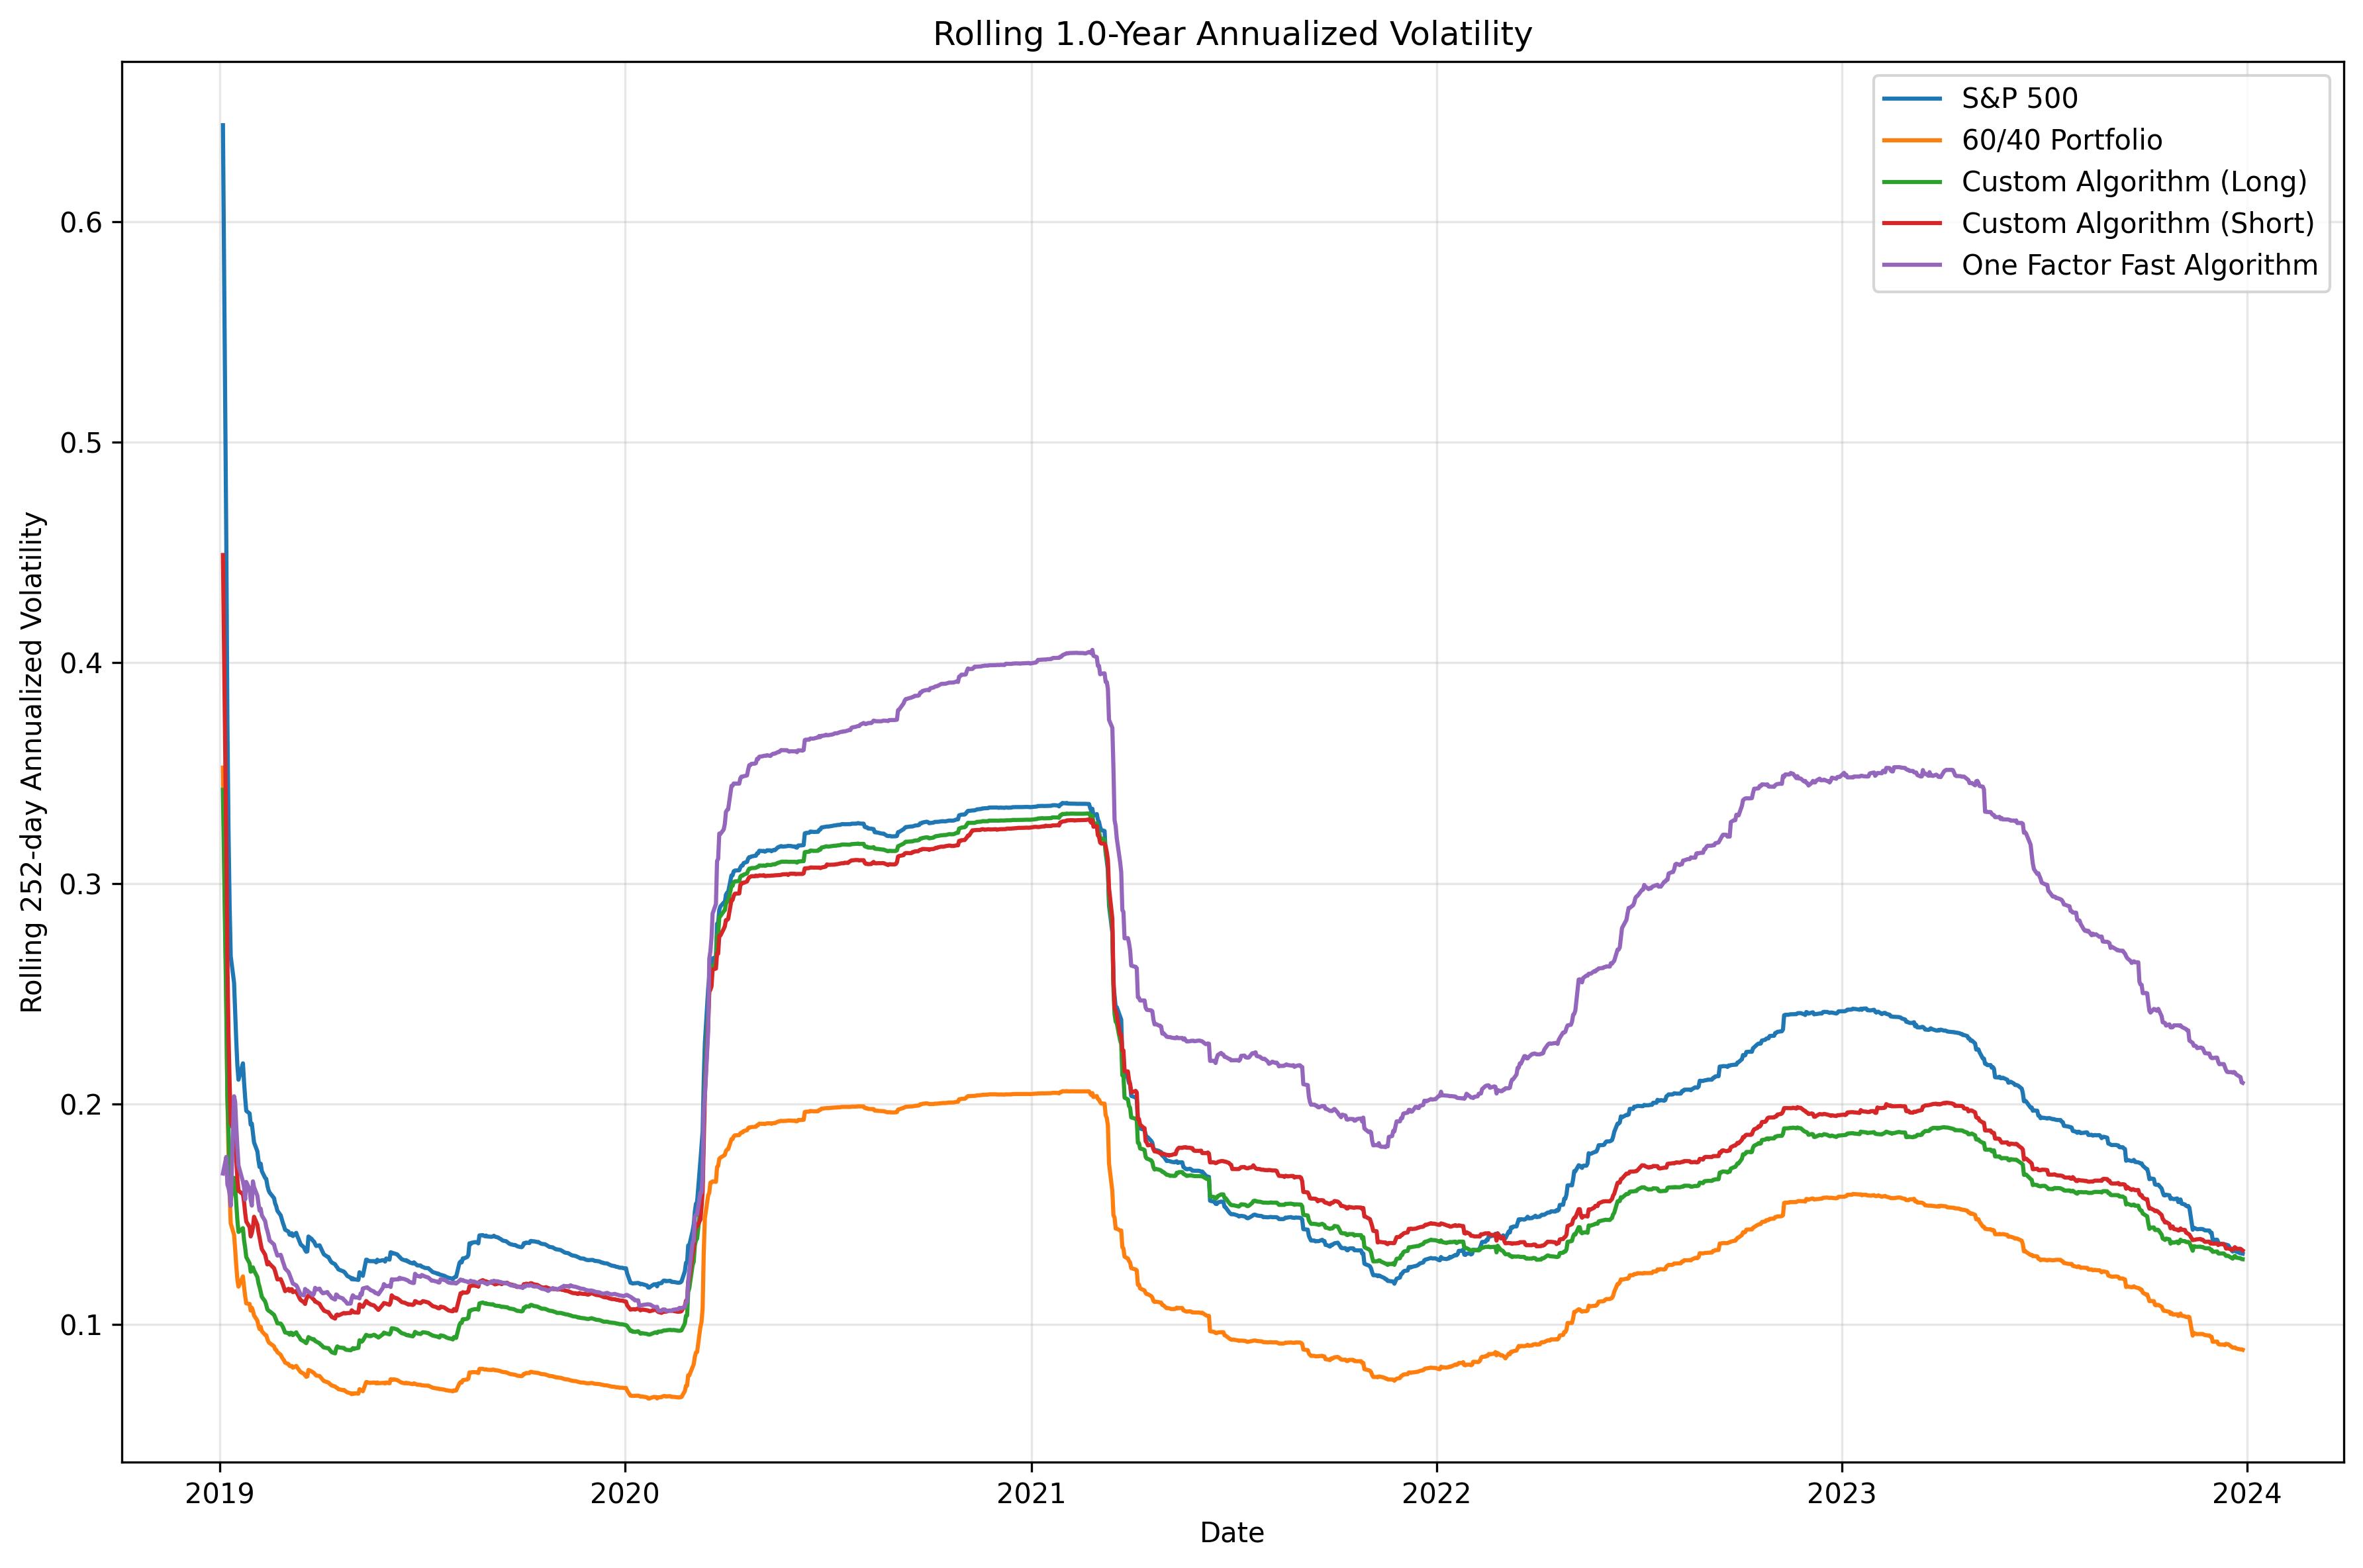 Rolling 1.0-Year Annualized Volatility
S&P 500
60/40 Portfolio
Custom Algorithm (Long)
Custom Algorithm (Short)
One Factor Fast Algorithm
Rolling 252-day Annualized Volatility
0.6
0.5
0.4
0.3
0.2
0.1
2019
2020
2021
2022
2023
2024
Date